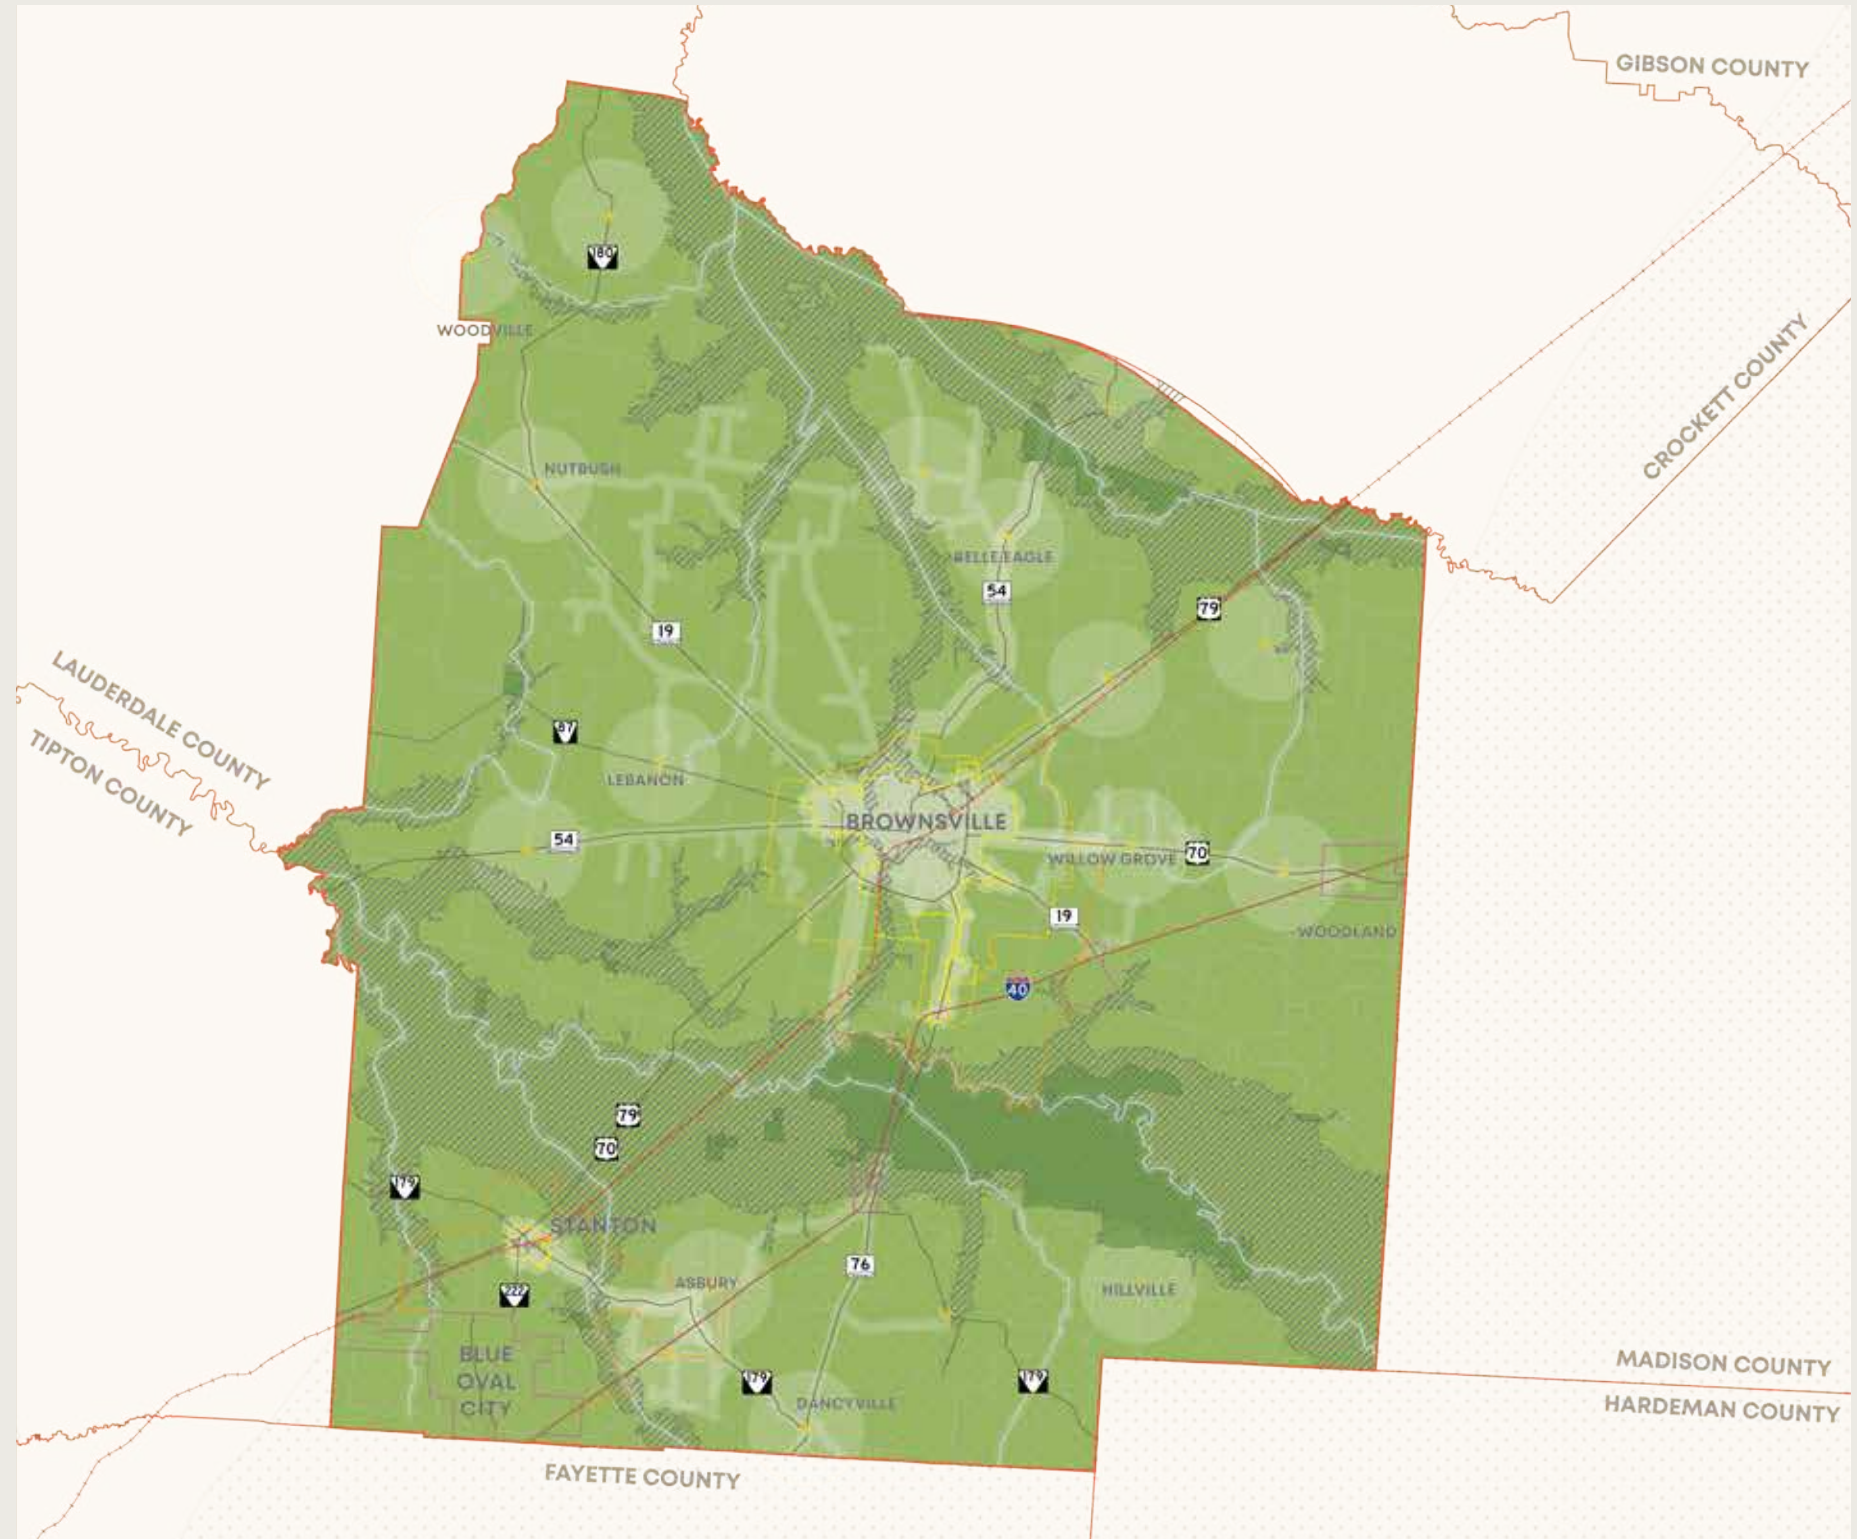 GIBSON COUNTY
180
WOODVILLE
CROCKETT COUNTY
NUTBUSH
BELLE EAGLE
54
79
19
LAUDERDALE COUNTY
TIPTON COUNTY
87
LEBANON
54
BROWNSVILLE
WILLOW GROVE
70
19
WOODLAND
40
79
70
179
STANTON
76
ASBURY
HILLVILLE
222
BLUE
OVAL
CITY
179
179
DANCYVILLE
MADISON COUNTY
HARDEMAN COUNTY
FAYETTE COUNTY